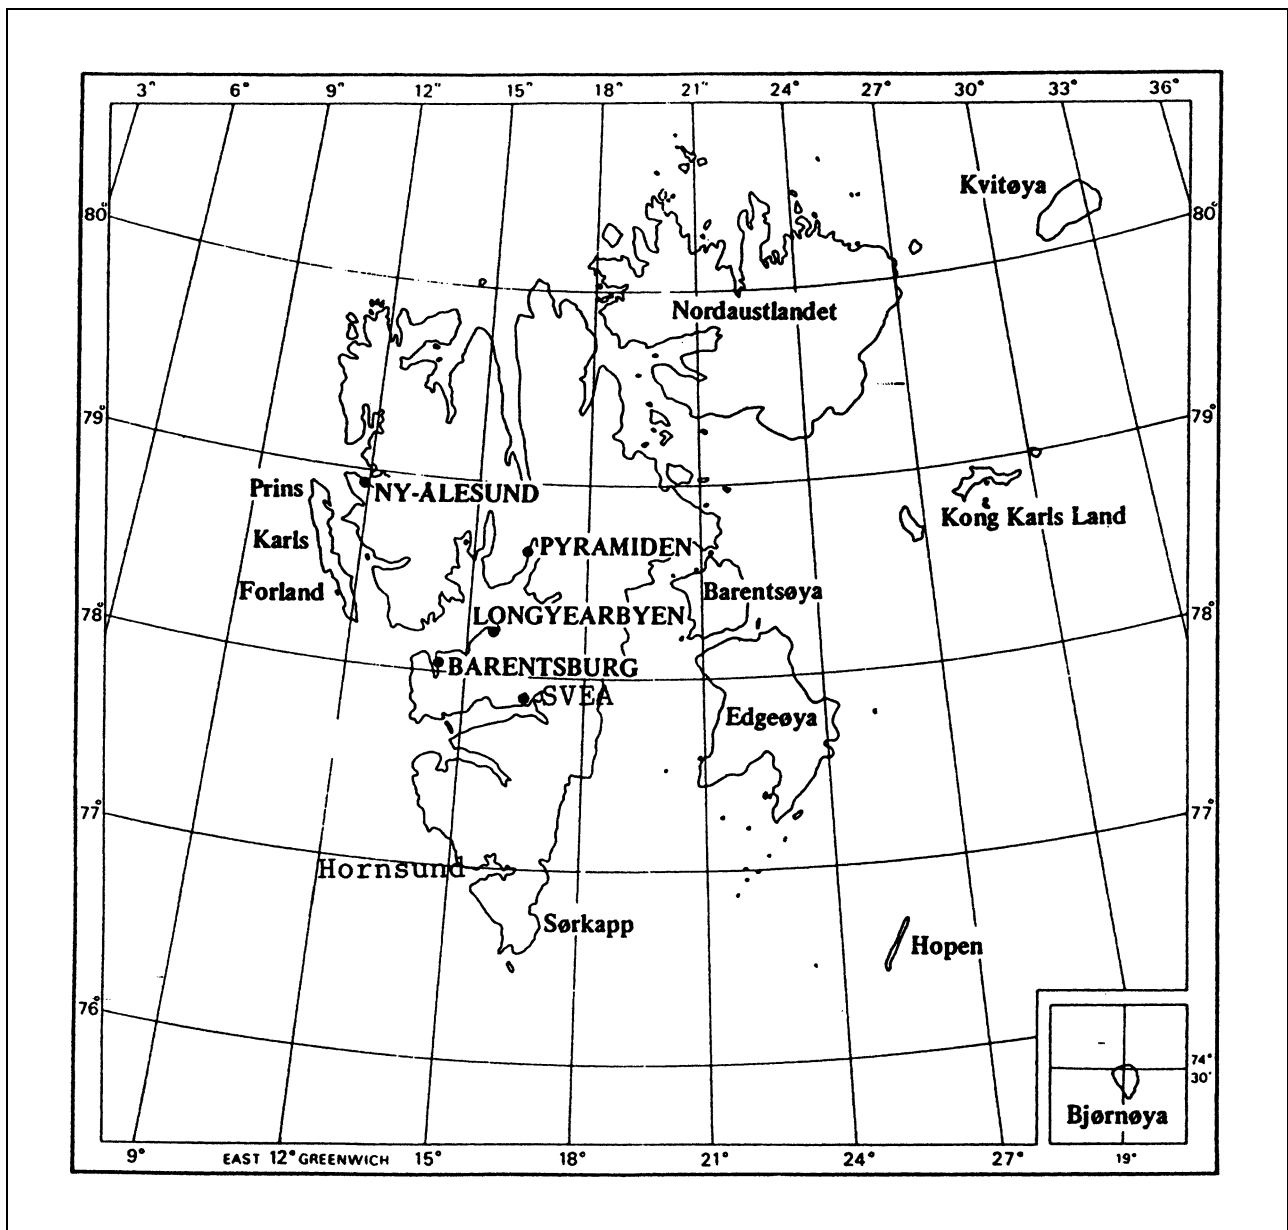 3° 6° 9° 12° 15° 18° 21° 24° 27° 30° 33° 36°
Kvitøya
80° 80°
Nordaustlandet
79° 79°
Prins NY-ÅLESUND
Kong Karls Land
Karls
PYRAMIDEN
Forland Barentsøya
78° 78°
LONGYEARBYEN
BARENTSBURG
SVEA
Edgeøya
77° 77°
Hornsund
Sørkapp
Hopen
76°
74°
30'
Bjørnøya
9° EAST 12° GREENWICH 15° 18° 21° 24° 27° 19°